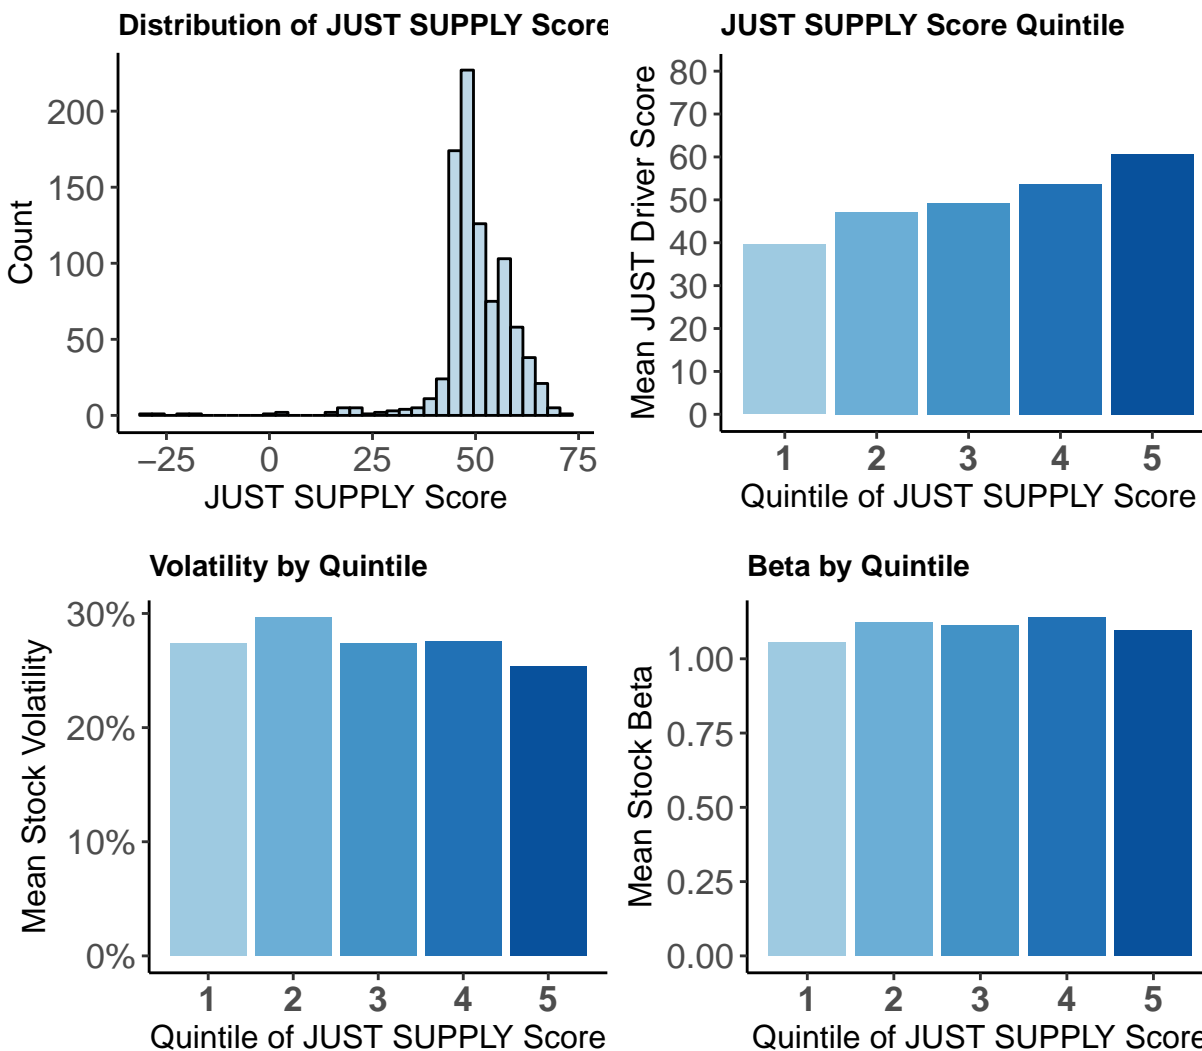 Distribution of JUST SUPPLY Score
Count
200
150
100
50
0
−25 0 25 50 75
JUST SUPPLY Score
JUST SUPPLY Score Quintile
Mean JUST Driver Score
80
70
60
50
40
30
20
10
0
1 2 3 4 5
Quintile of JUST SUPPLY Score
Volatility by Quintile
Mean Stock Volatility
30%
20%
10%
0%
1 2 3 4 5
Quintile of JUST SUPPLY Score
Beta by Quintile
Mean Stock Beta
1.00
0.75
0.50
0.25
0.00
1 2 3 4 5
Quintile of JUST SUPPLY Score